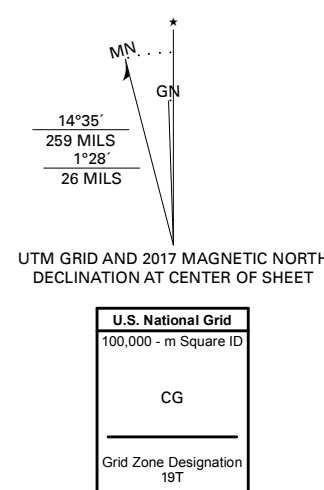 ★
MN
GN
14°35´
259 MILS
1°28´
26 MILS
UTM GRID AND 2017 MAGNETIC NORTH
DECLINATION AT CENTER OF SHEET
U.S. National Grid
100,000 - m Square ID
CG
Grid Zone Designation
19T